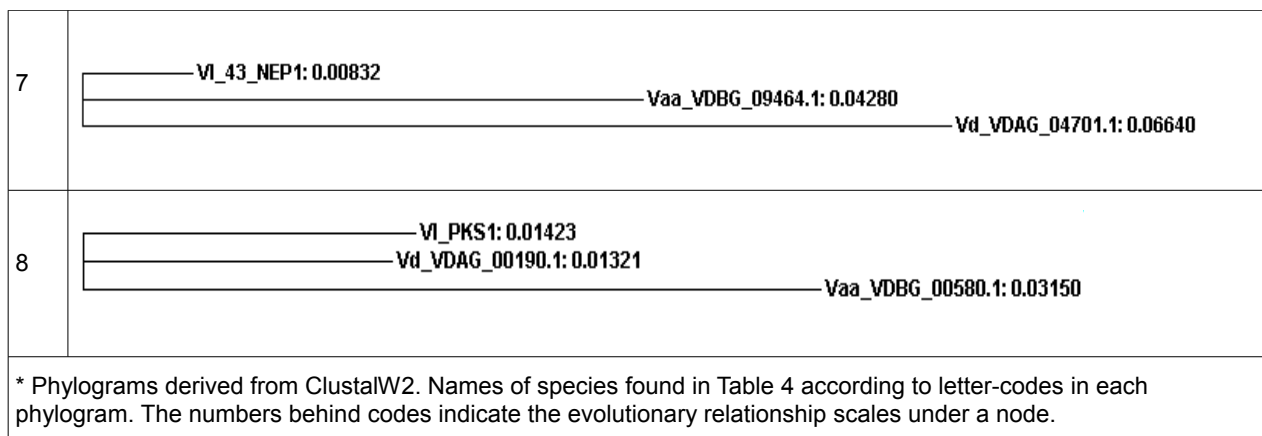 7
Vl_43_NEP1: 0.00832
Vaa_VDBG_09464.1: 0.04280
Vd_VDAG_04701.1: 0.06640
8
Vl_PKS1: 0.01423
Vd_VDAG_00190.1: 0.01321
Vaa_VDBG_00580.1: 0.03150
* Phylograms derived from ClustalW2. Names of species found in Table 4 according to letter-codes in each
phylogram. The numbers behind codes indicate the evolutionary relationship scales under a node.